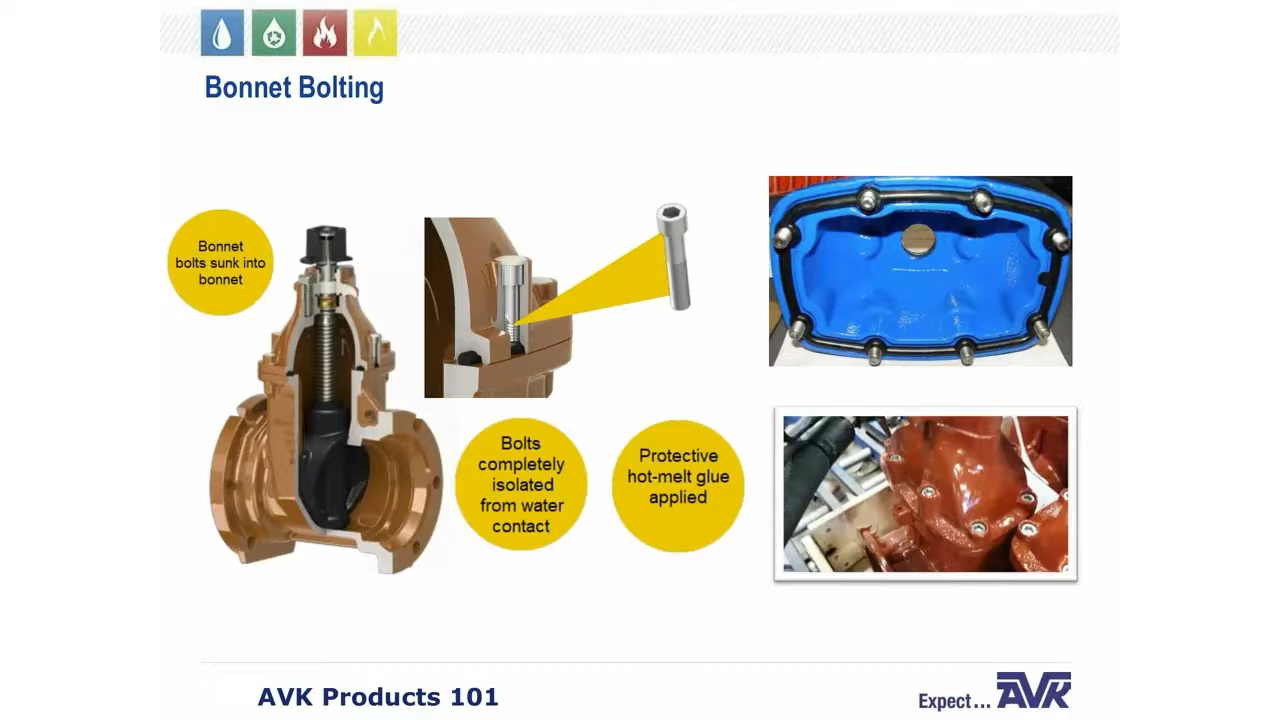 Bonnet Bolting
Bonnet
bolts sunk into
bonnet
Bolts
completely
isolated
from water
contact
Protective
hot-melt glue
applied
AVK Products 101
Expect... AVK